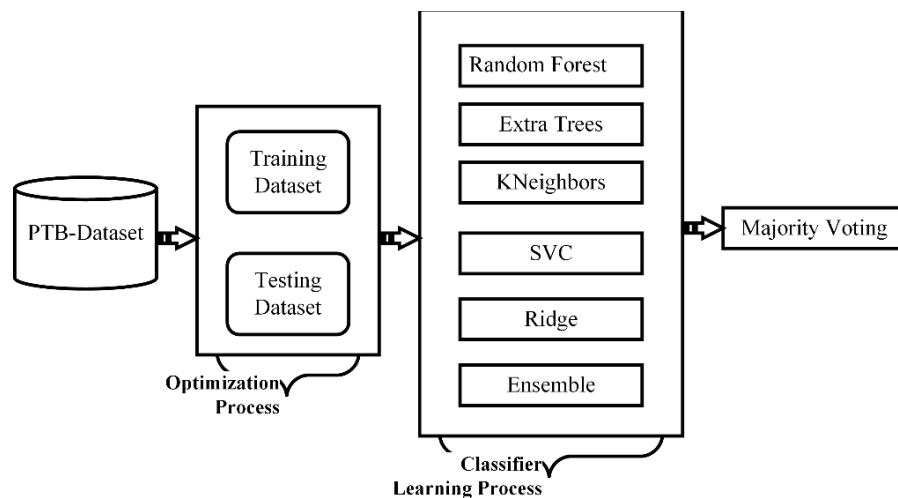 PTB-Dataset
Training
Dataset
Testing
Dataset
Optimization
Process
Random Forest
Extra Trees
KNeighbors
SVC
Ridge
Ensemble
Classifier
Learning Process
Majority Voting